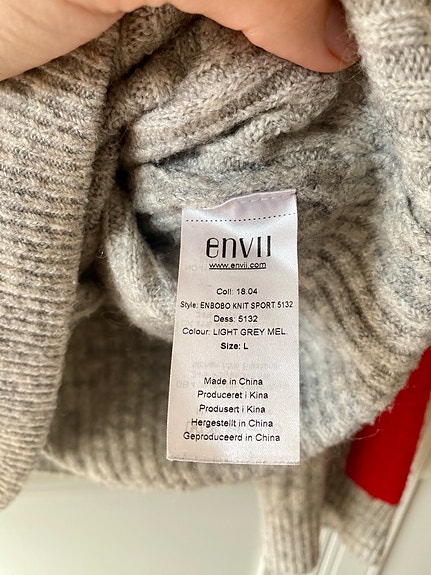 envii
www.envii.com
Coll: 18.04
Style: ENBOBO KNIT SPORT 5132
Dess: 5132
Colour: LIGHT GREY MEL.
Size: L
Made in China
Produceret i Kina
Produsert i Kina
Hergestellt in China
Geproduceerd in China